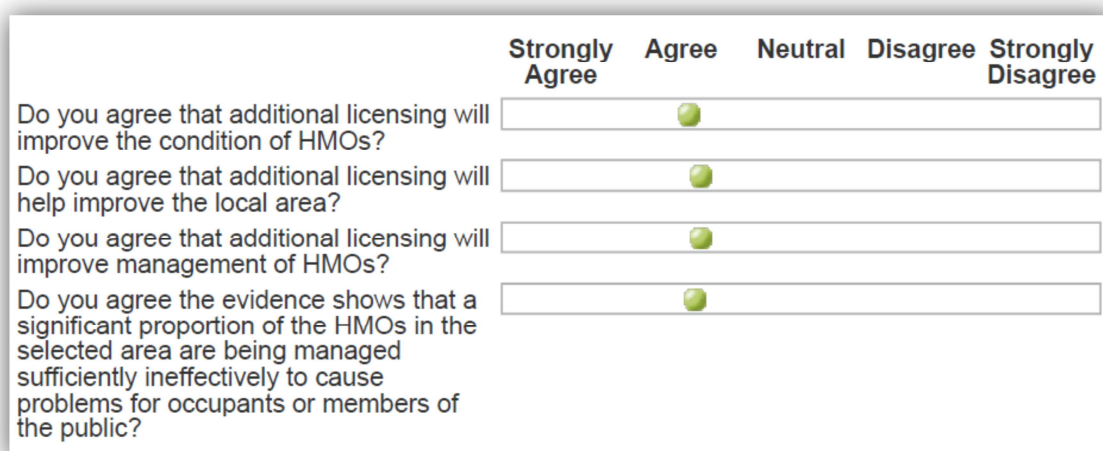 Strongly Agree Neutral Disagree Strongly
Agree Disagree
Do you agree that additional licensing will
improve the condition of HMOs?
Do you agree that additional licensing will
help improve the local area?
Do you agree that additional licensing will
improve management of HMOs?
Do you agree the evidence shows that a
significant proportion of the HMOs in the
selected area are being managed
sufficiently ineffectively to cause
problems for occupants or members of
the public?